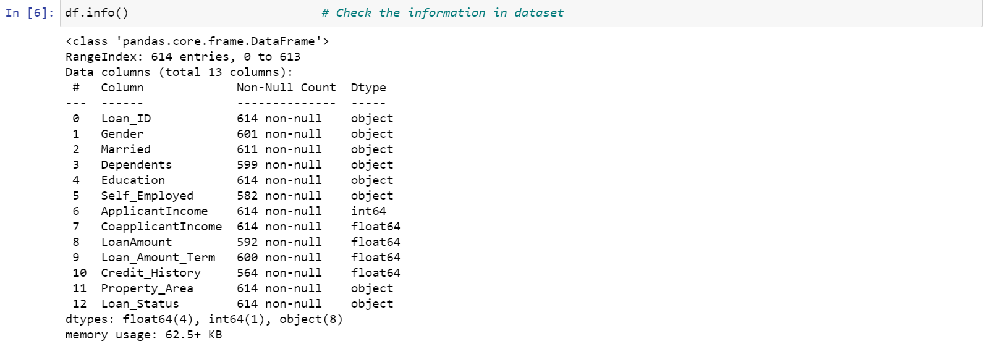 In [6]: df.info() # Check the information in dataset
<class 'pandas.core.frame.DataFrame'>
RangeIndex: 614 entries, 0 to 613
Data columns (total 13 columns):
 #   Column             Non-Null Count  Dtype
---  ------             --------------  -----
 0   Loan_ID            614 non-null    object
 1   Gender             601 non-null    object
 2   Married            611 non-null    object
 3   Dependents         599 non-null    object
 4   Education          614 non-null    object
 5   Self_Employed      582 non-null    object
 6   ApplicantIncome    614 non-null    int64
 7   CoapplicantIncome  614 non-null    float64
 8   LoanAmount         592 non-null    float64
 9   Loan_Amount_Term   600 non-null    float64
 10  Credit_History     564 non-null    float64
 11  Property_Area      614 non-null    object
 12  Loan_Status        614 non-null    object
dtypes: float64(4), int64(1), object(8)
memory usage: 62.5+ KB